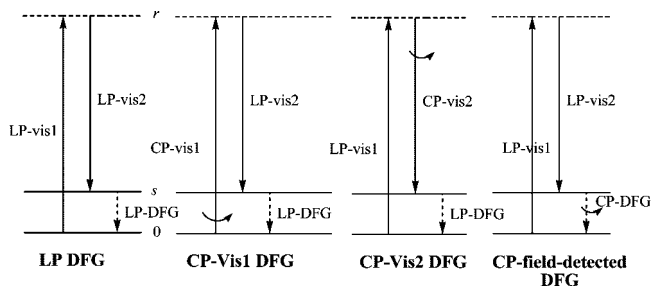 r
LP-vis1
LP-vis2
s
LP-DFG
0
LP DFG
CP-vis1
LP-vis2
LP-DFG
CP-Vis1 DFG
LP-vis1
CP-vis2
LP-DFG
CP-Vis2 DFG
LP-vis1
LP-vis2
CP-DFG
CP-field-detected
DFG